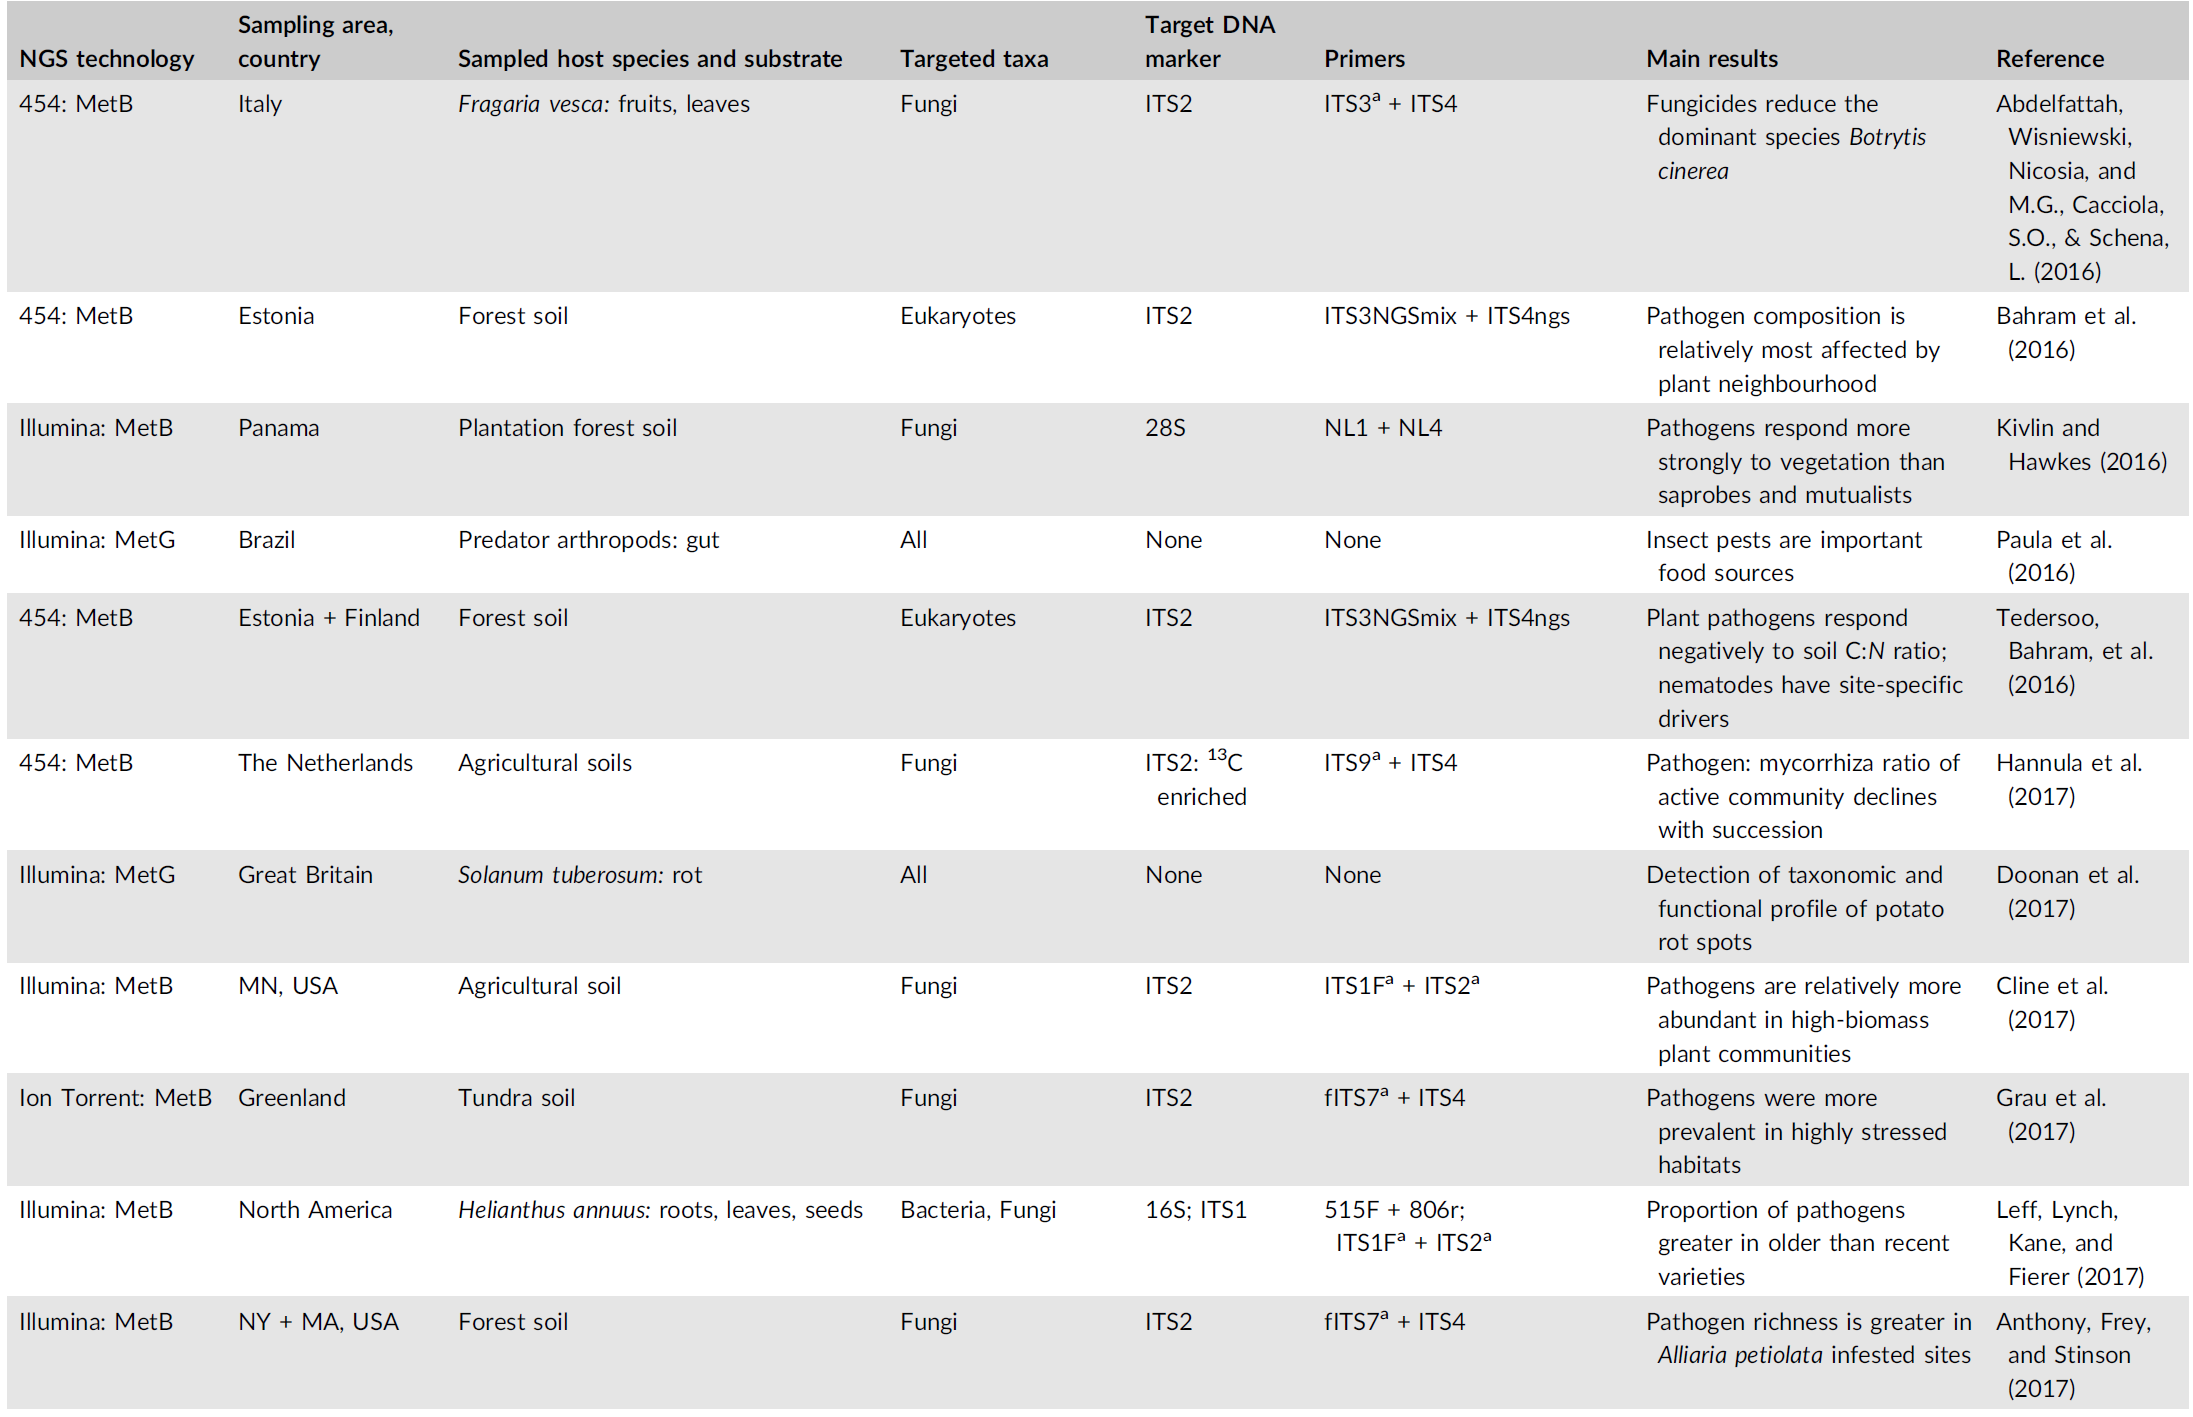 NGS technology | Sampling area, country | Sampled host species and substrate | Targeted taxa | Target DNA marker | Primers | Main results | Reference
454: MetB | Italy | Fragaria vesca: fruits, leaves | Fungi | ITS2 | ITS3ᵃ + ITS4 | Fungicides reduce the dominant species Botrytis cinerea | Abdelfattah, Wisniewski, Nicosia, and M.G., Cacciola, S.O., & Schena, L. (2016)
454: MetB | Estonia | Forest soil | Eukaryotes | ITS2 | ITS3NGSmix + ITS4ngs | Pathogen composition is relatively most affected by plant neighbourhood | Bahram et al. (2016)
Illumina: MetB | Panama | Plantation forest soil | Fungi | 28S | NL1 + NL4 | Pathogens respond more strongly to vegetation than saprobes and mutualists | Kivlin and Hawkes (2016)
Illumina: MetG | Brazil | Predator arthropods: gut | All | None | None | Insect pests are important food sources | Paula et al. (2016)
454: MetB | Estonia + Finland | Forest soil | Eukaryotes | ITS2 | ITS3NGSmix + ITS4ngs | Plant pathogens respond negatively to soil C:N ratio; nematodes have site-specific drivers | Tedersoo, Bahram, et al. (2016)
454: MetB | The Netherlands | Agricultural soils | Fungi | ITS2: ¹³C enriched | ITS9ᵃ + ITS4 | Pathogen: mycorrhiza ratio of active community declines with succession | Hannula et al. (2017)
Illumina: MetG | Great Britain | Solanum tuberosum: rot | All | None | None | Detection of taxonomic and functional profile of potato rot spots | Doonan et al. (2017)
Illumina: MetB | MN, USA | Agricultural soil | Fungi | ITS2 | ITS1Fᵃ + ITS2ᵃ | Pathogens are relatively more abundant in high-biomass plant communities | Cline et al. (2017)
Ion Torrent: MetB | Greenland | Tundra soil | Fungi | ITS2 | fITS7ᵃ + ITS4 | Pathogens were more prevalent in highly stressed habitats | Grau et al. (2017)
Illumina: MetB | North America | Helianthus annuus: roots, leaves, seeds | Bacteria, Fungi | 16S; ITS1 | 515F + 806r; ITS1Fᵃ + ITS2ᵃ | Proportion of pathogens greater in older than recent varieties | Leff, Lynch, Kane, and Fierer (2017)
Illumina: MetB | NY + MA, USA | Forest soil | Fungi | ITS2 | fITS7ᵃ + ITS4 | Pathogen richness is greater in Alliaria petiolata infested sites | Anthony, Frey, and Stinson (2017)